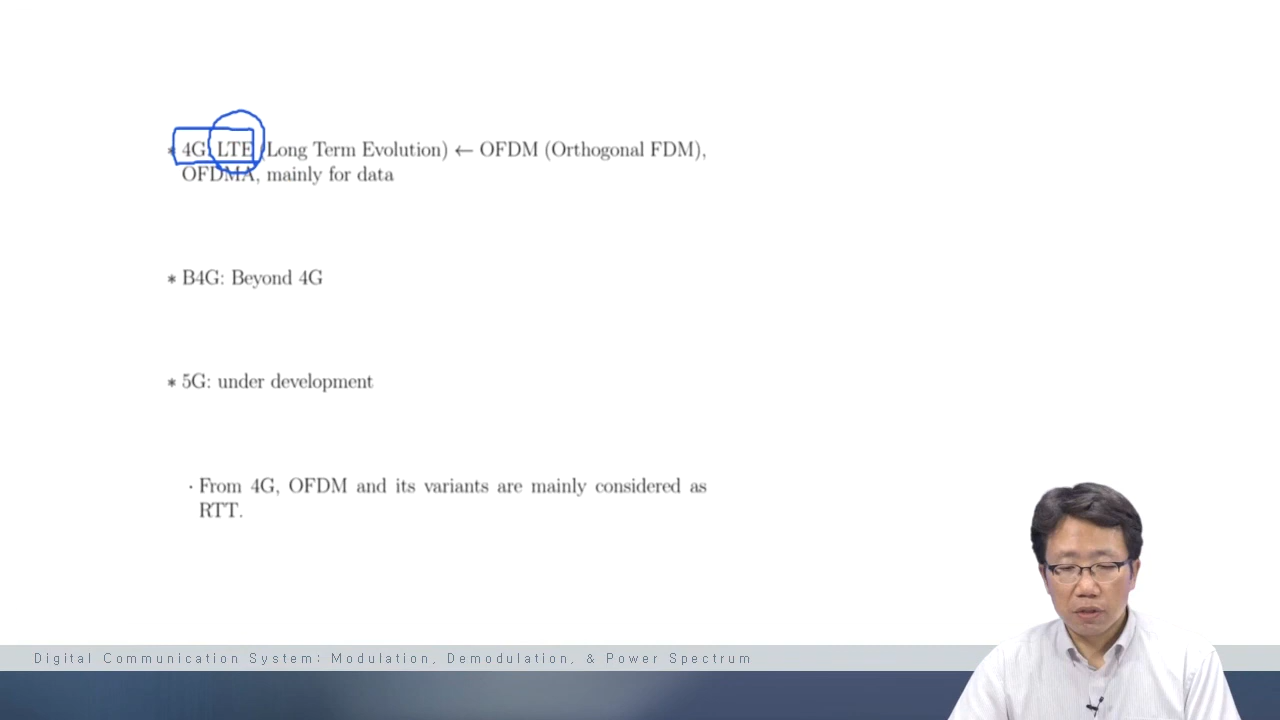 * 4G LTE (Long Term Evolution) ← OFDM (Orthogonal FDM),
OFDMA, mainly for data
* B4G: Beyond 4G
* 5G: under development
· From 4G, OFDM and its variants are mainly considered as
RTT.
Digital Communication System: Modulation, Demodulation, & Power Spectrum